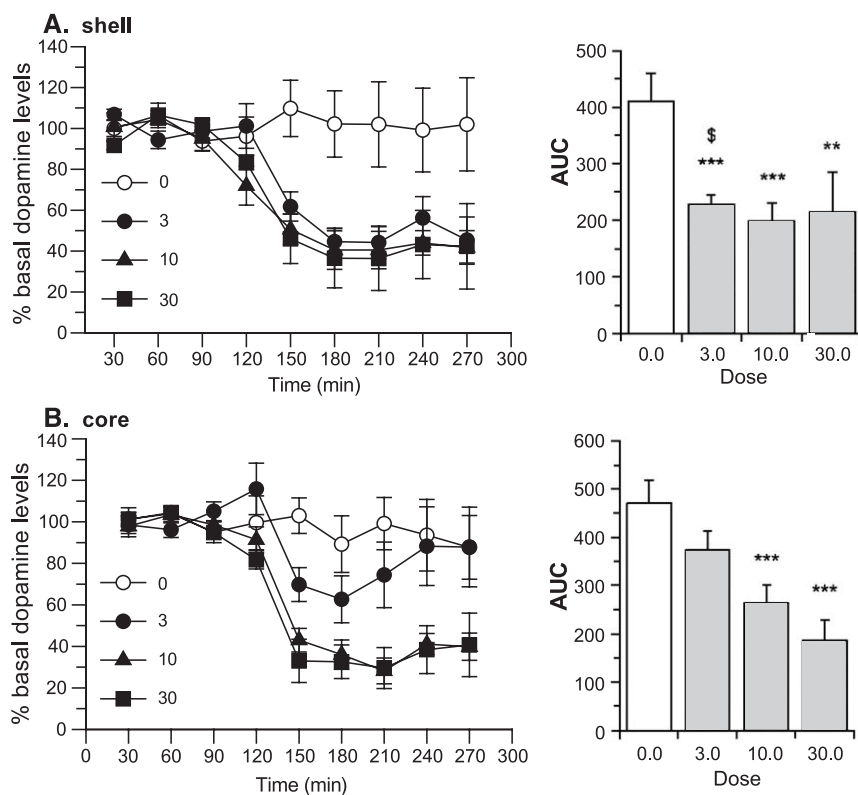 A. shell
140
120
100
80
60
40
20
0
% basal dopamine levels
0
3
10
30
30 60 90 120 150 180 210 240 270 300
Time (min)
500
400
300
200
100
0
AUC
$
*** *** **
0.0 3.0 10.0 30.0
Dose
B. core
140
120
100
80
60
40
20
0
% basal dopamine levels
0
3
10
30
0 30 60 90 120 150 180 210 240 270 300
Time (min)
600
500
400
300
200
100
0
AUC
*** ***
0.0 3.0 10.0 30.0
Dose